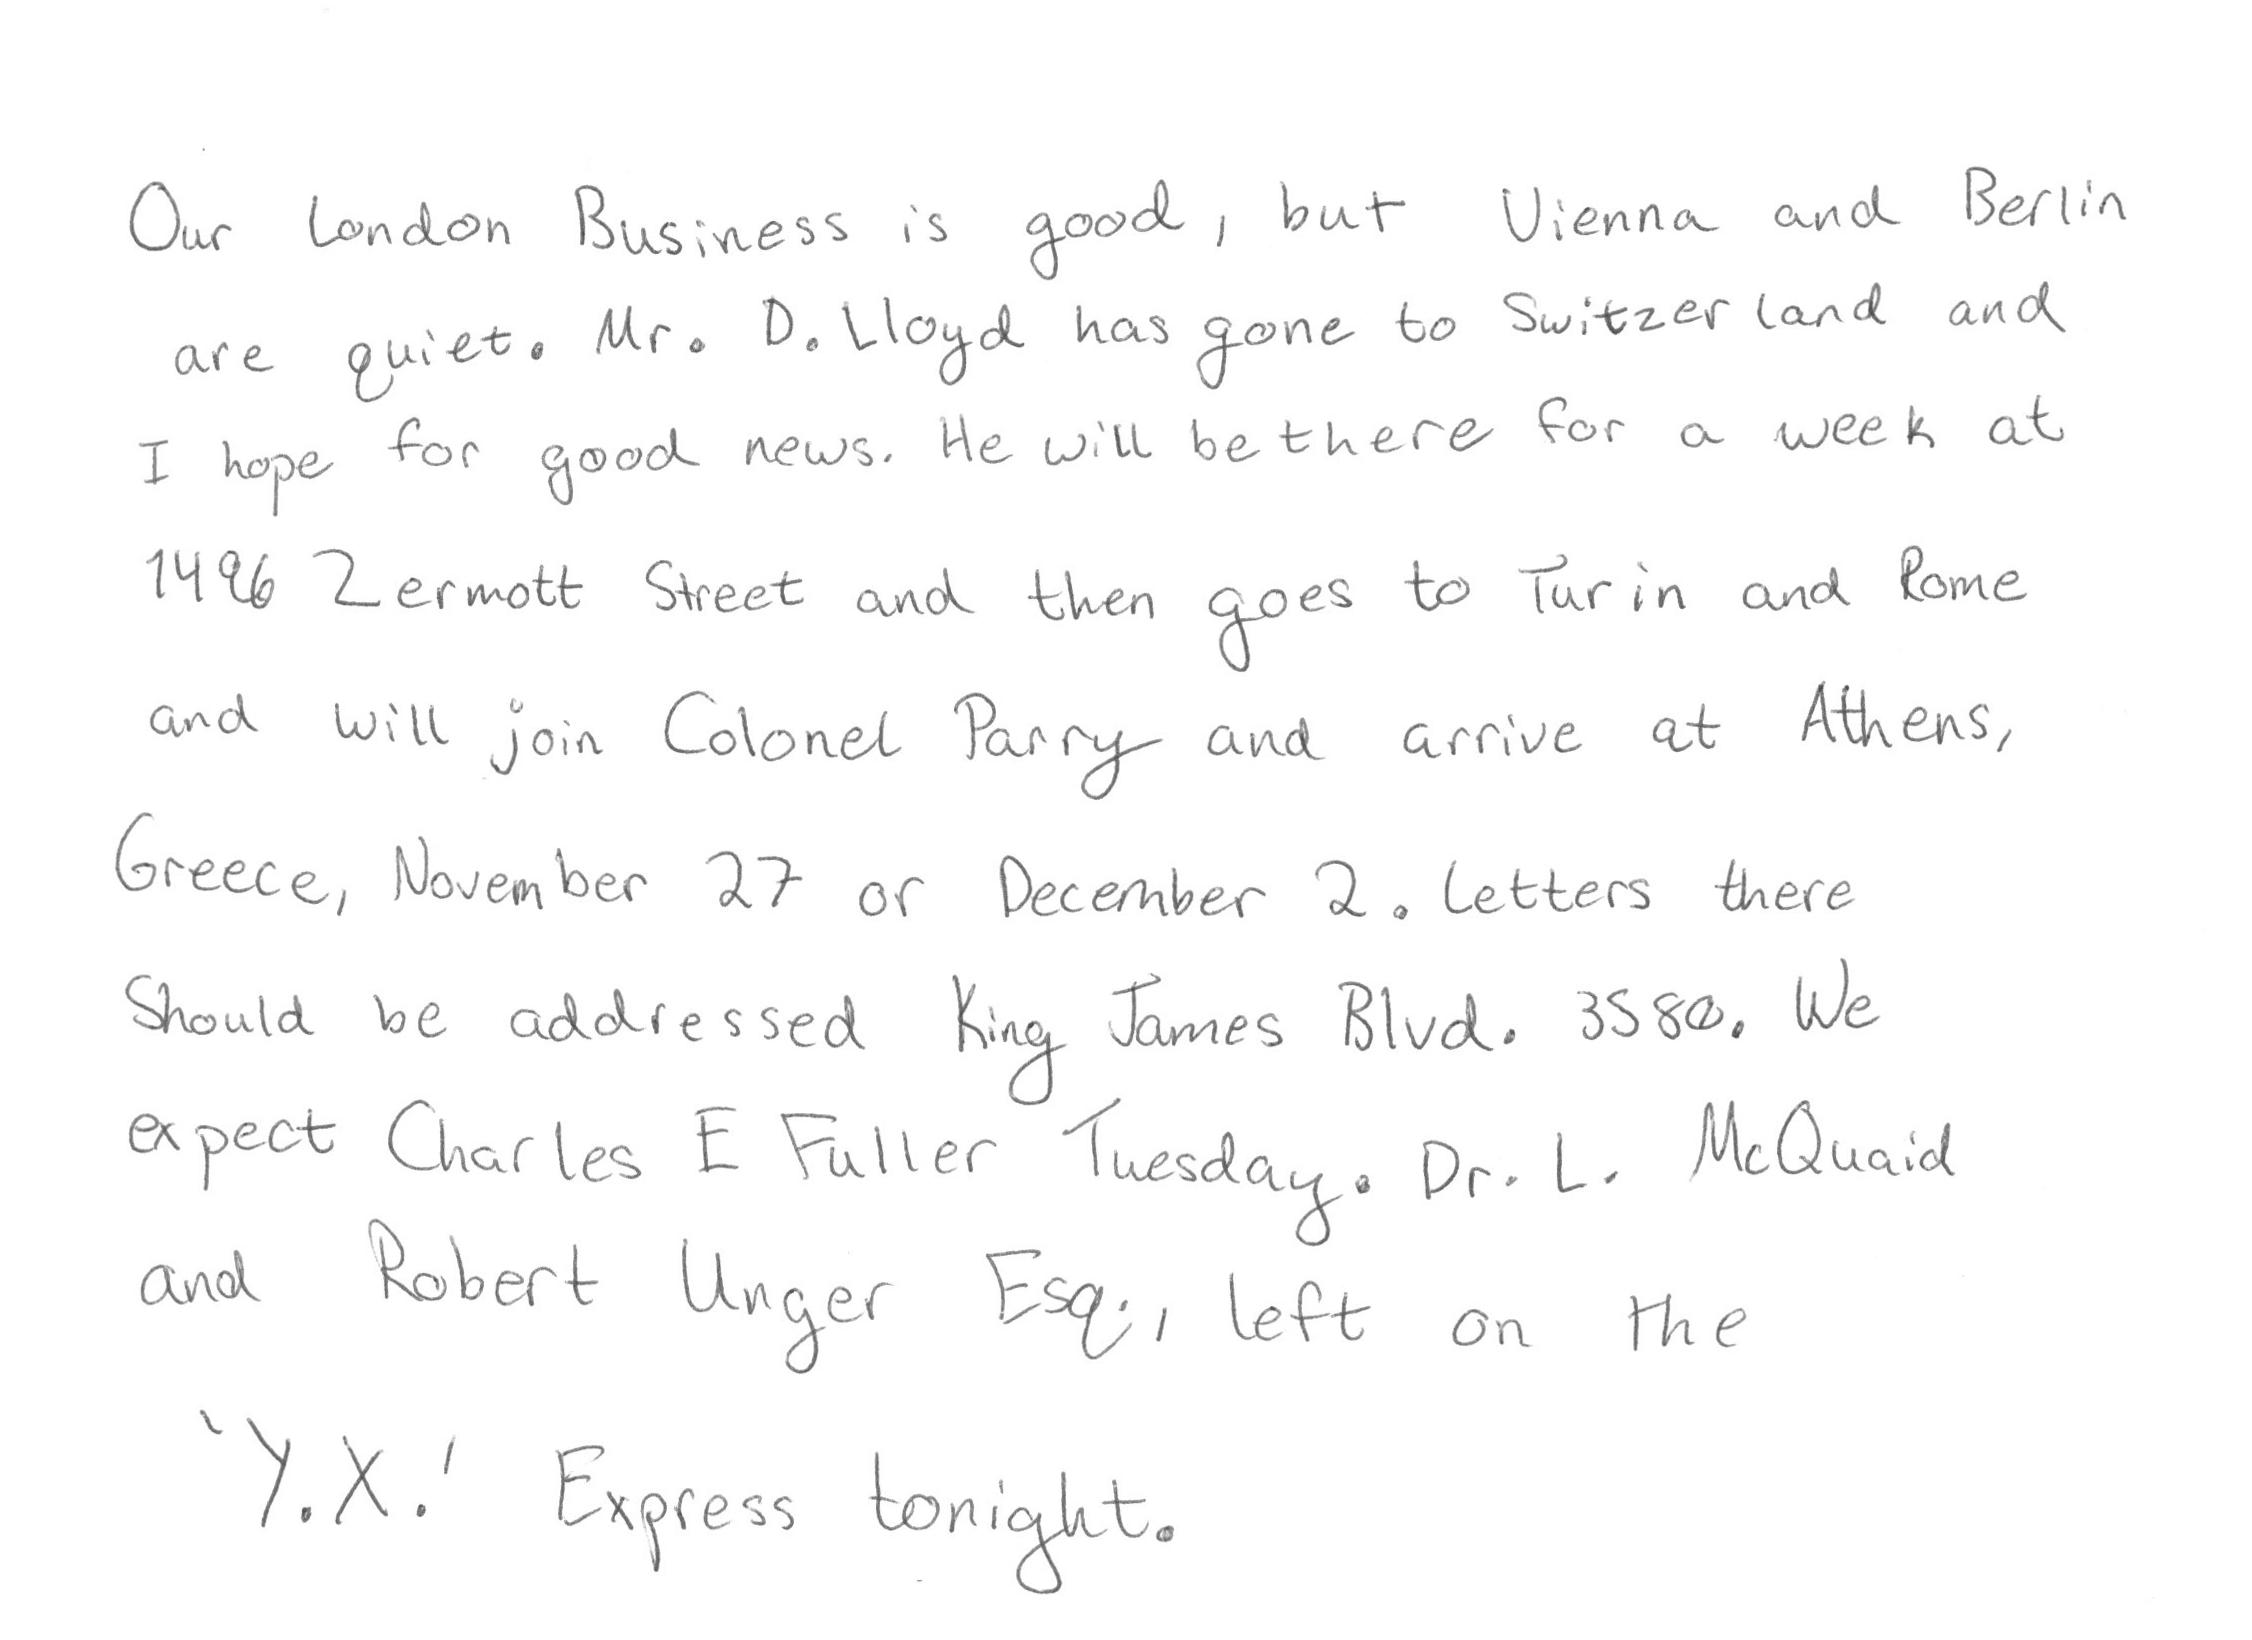 Our London Business is good, but Vienna and Berlin
are quiet. Mr. D. Lloyd has gone to Switzerland and
I hope for good news. He will be there for a week at
1496 Zermott Street and then goes to Turin and Rome
and will join Colonel Parry and arrive at Athens,
Greece, November 27 or December 2. Letters there
Should be addressed King James Blvd. 3580. We
expect Charles E Fuller Tuesday. Dr. L. McQuaid
and Robert Unger Esq., left on the
'Y.X.' Express tonight.